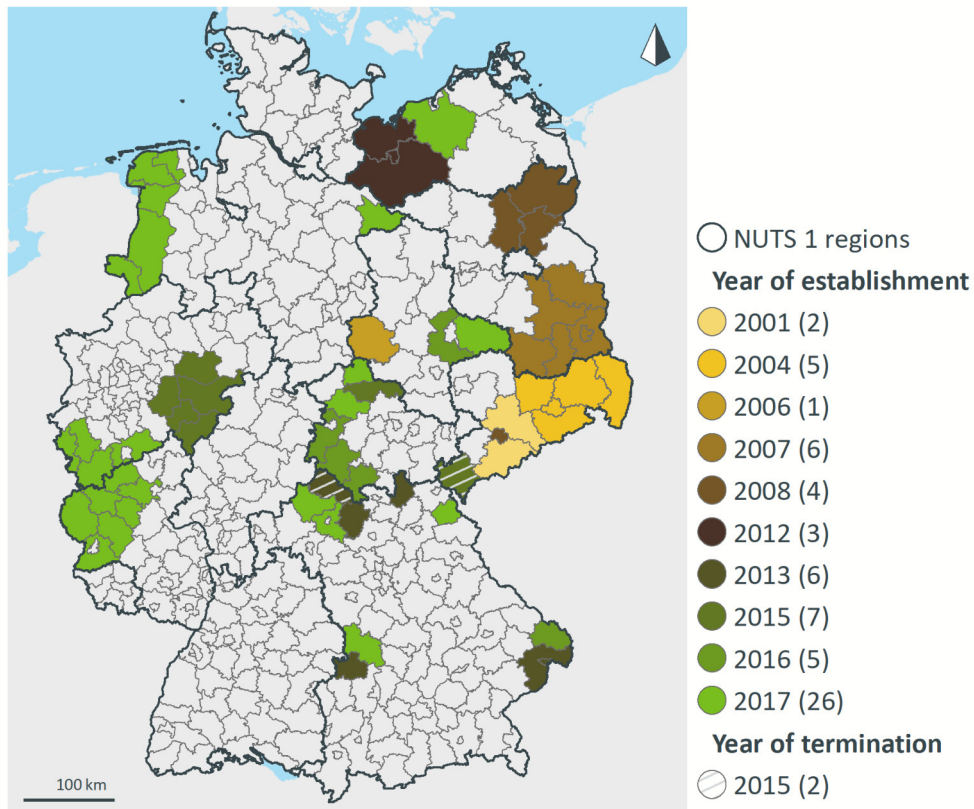 NUTS 1 regions
Year of establishment
2001 (2)
2004 (5)
2006 (1)
2007 (6)
2008 (4)
2012 (3)
2013 (6)
2015 (7)
2016 (5)
2017 (26)
Year of termination
2015 (2)
100 km